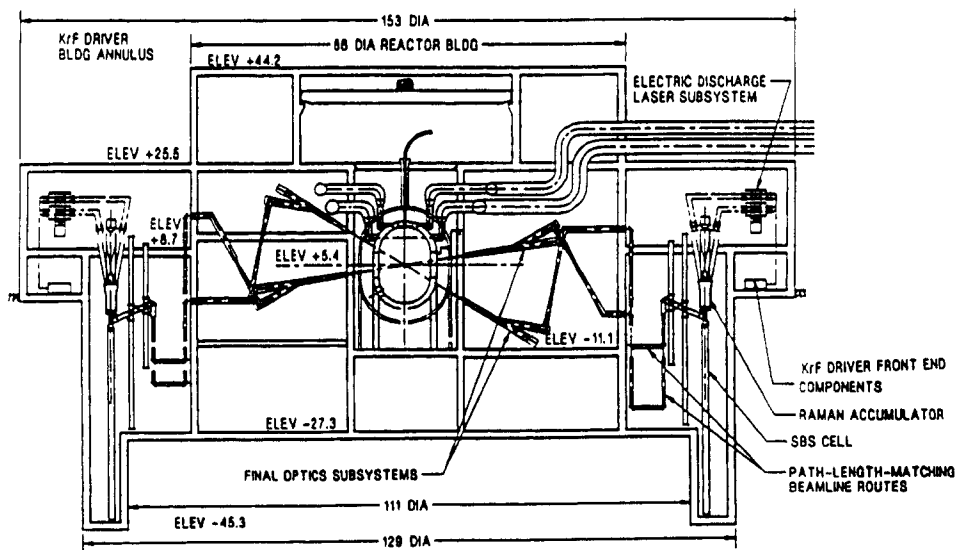 153 DIA
KrF DRIVER
BLDG ANNULUS
86 DIA REACTOR BLDG
ELEV +44.2
ELECTRIC DISCHARGE
LASER SUBSYSTEM
ELEV +25.5
ELEV
+8.7
+5.4
ELEV -11.1
KrF DRIVER FRONT END
COMPONENTS
RAMAN ACCUMULATOR
ELEV -27.3
SBS CELL
FINAL OPTICS SUBSYSTEMS
PATH-LENGTH-MATCHING
BEAMLINE ROUTES
111 DIA
ELEV -45.3
129 DIA